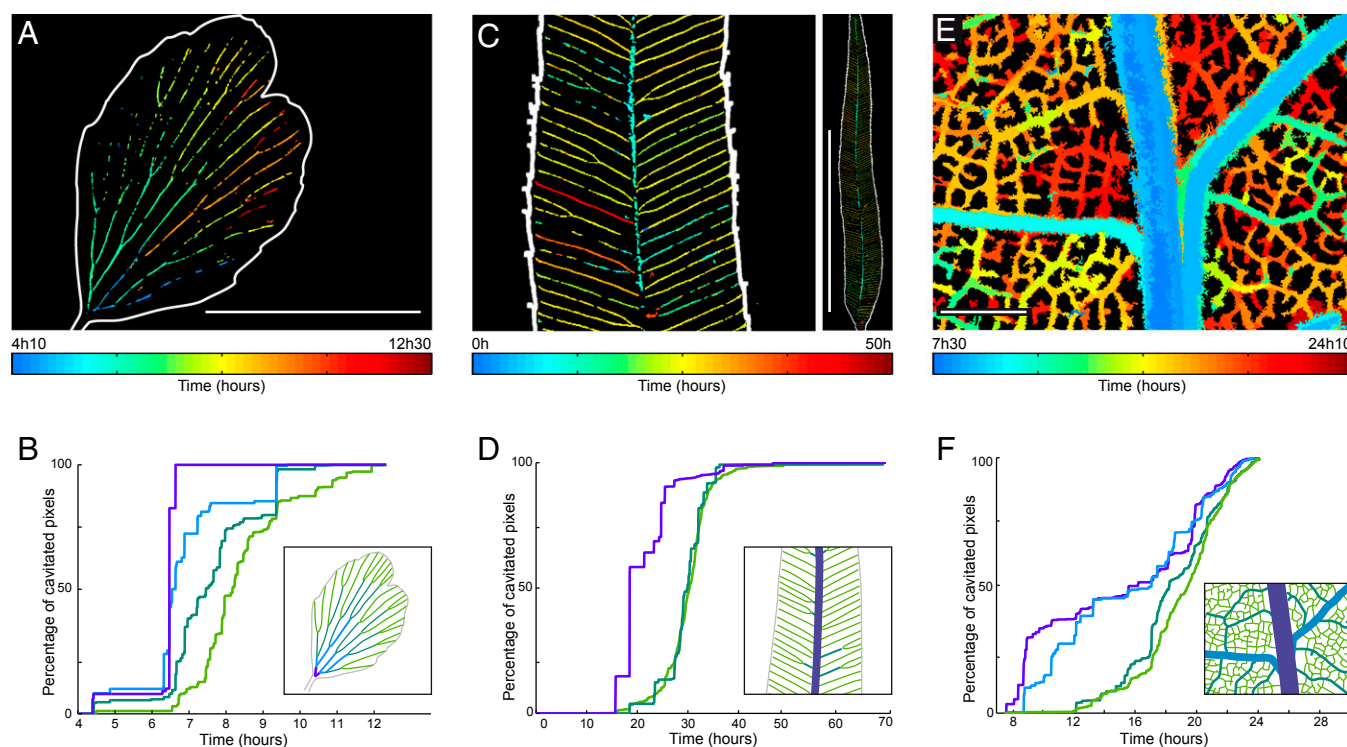 A
C
E
4h10 12h30
Time (hours)
0h 50h
Time (hours)
7h30 24h10
Time (hours)
B
Percentage of cavitated pixels
100
50
0
4 5 6 7 8 9 10 11 12
Time (hours)
D
Percentage of cavitated pixels
100
50
0
0 10 20 30 40 50 60 70
Time (hours)
F
Percentage of cavitated pixels
100
50
0
8 12 16 20 24 28
Time (hours)